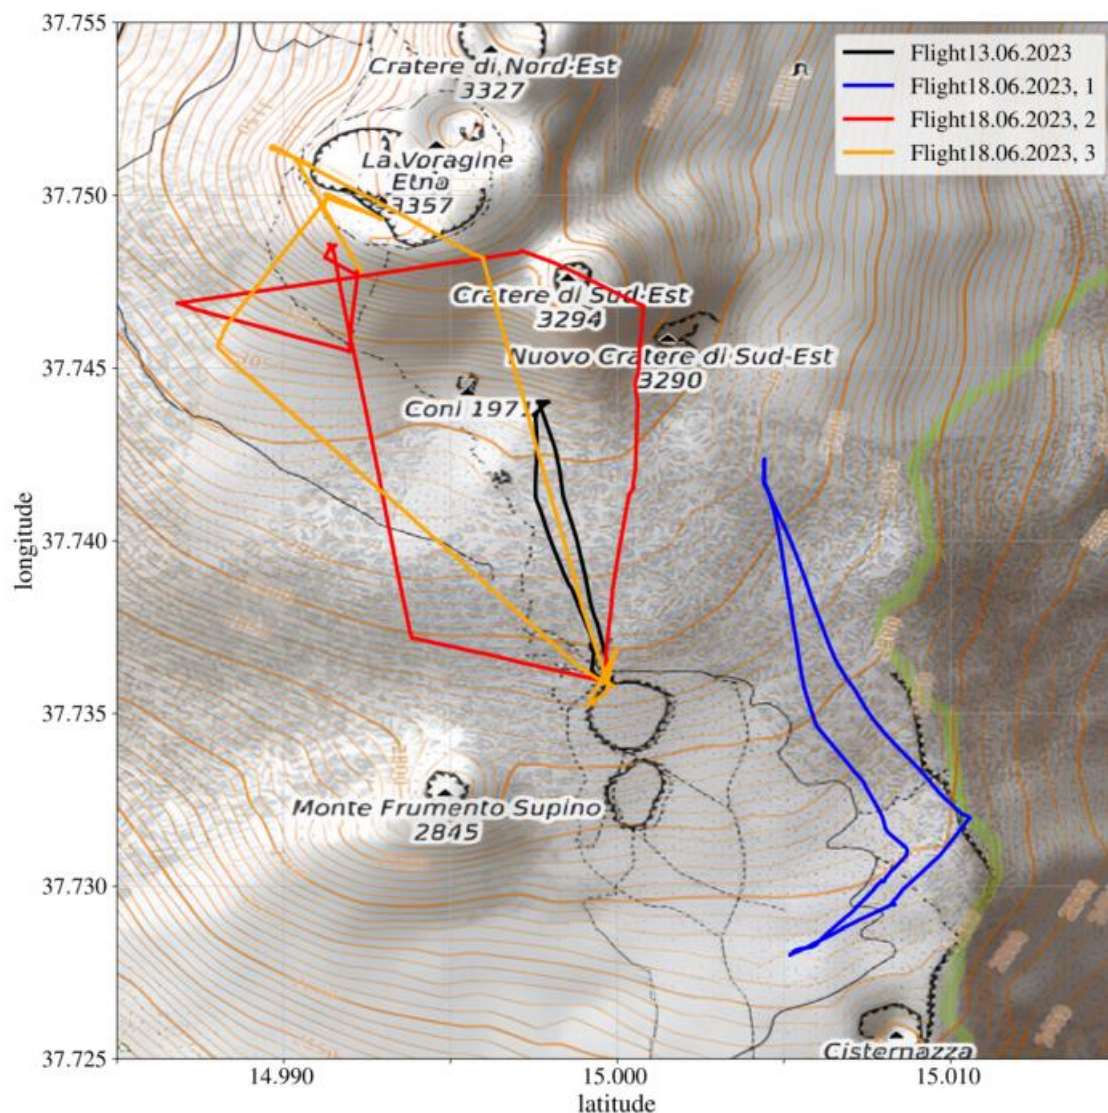 37.755
Cratere di Nord-Est
3327
Flight13.06.2023
Flight18.06.2023, 1
Flight18.06.2023, 2
Flight18.06.2023, 3
La Voragine
Etna
3357
37.750
Cratere di Sud-Est
3294
Nuovo Cratere di Sud-Est
3290
37.745
Coni 1971
longitude
37.740
37.735
Monte Frumento Supino
2845
37.730
37.725
Cisternazza
14.990
15.000
15.010
latitude